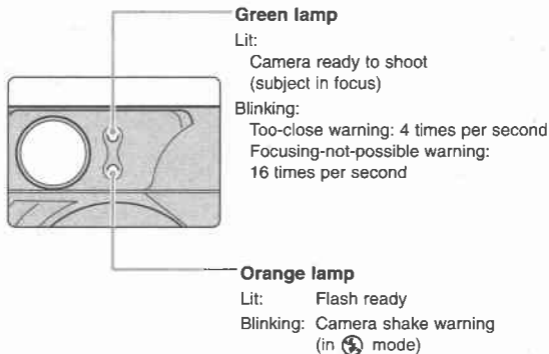 Green lamp
Lit:
Camera ready to shoot
(subject in focus)
Blinking:
Too-close warning: 4 times per second
Focusing-not-possible warning:
16 times per second
Orange lamp
Lit: Flash ready
Blinking: Camera shake warning
(in mode)